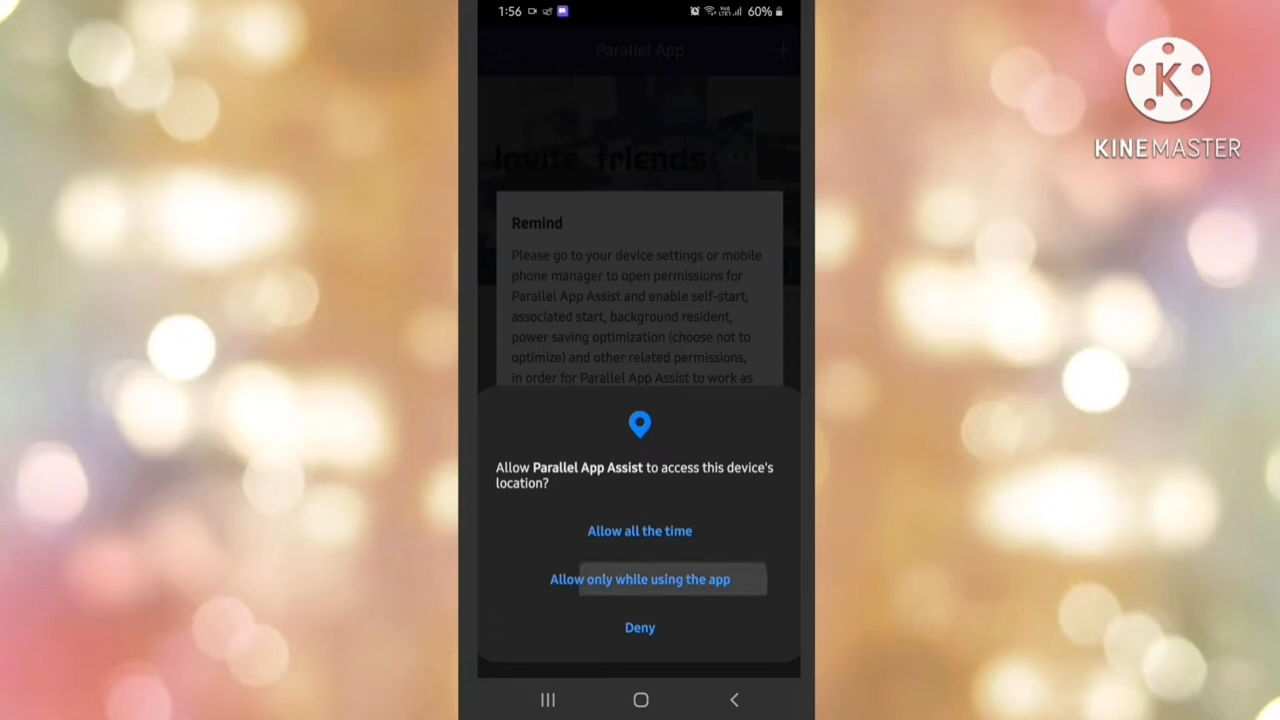 1:56
VoD
LTE1
60%
Parallel App
Invite friends
K
KINEMASTER
Remind
Please go to your device settings or mobile
phone manager to open permissions for
Parallel App Assist and enable self-start,
associated start, background resident,
power saving optimization (choose not to
optimize) and other related permissions,
in order for Parallel App Assist to work as
Allow Parallel App Assist to access this device's
location?
Allow all the time
Allow only while using the app
Deny